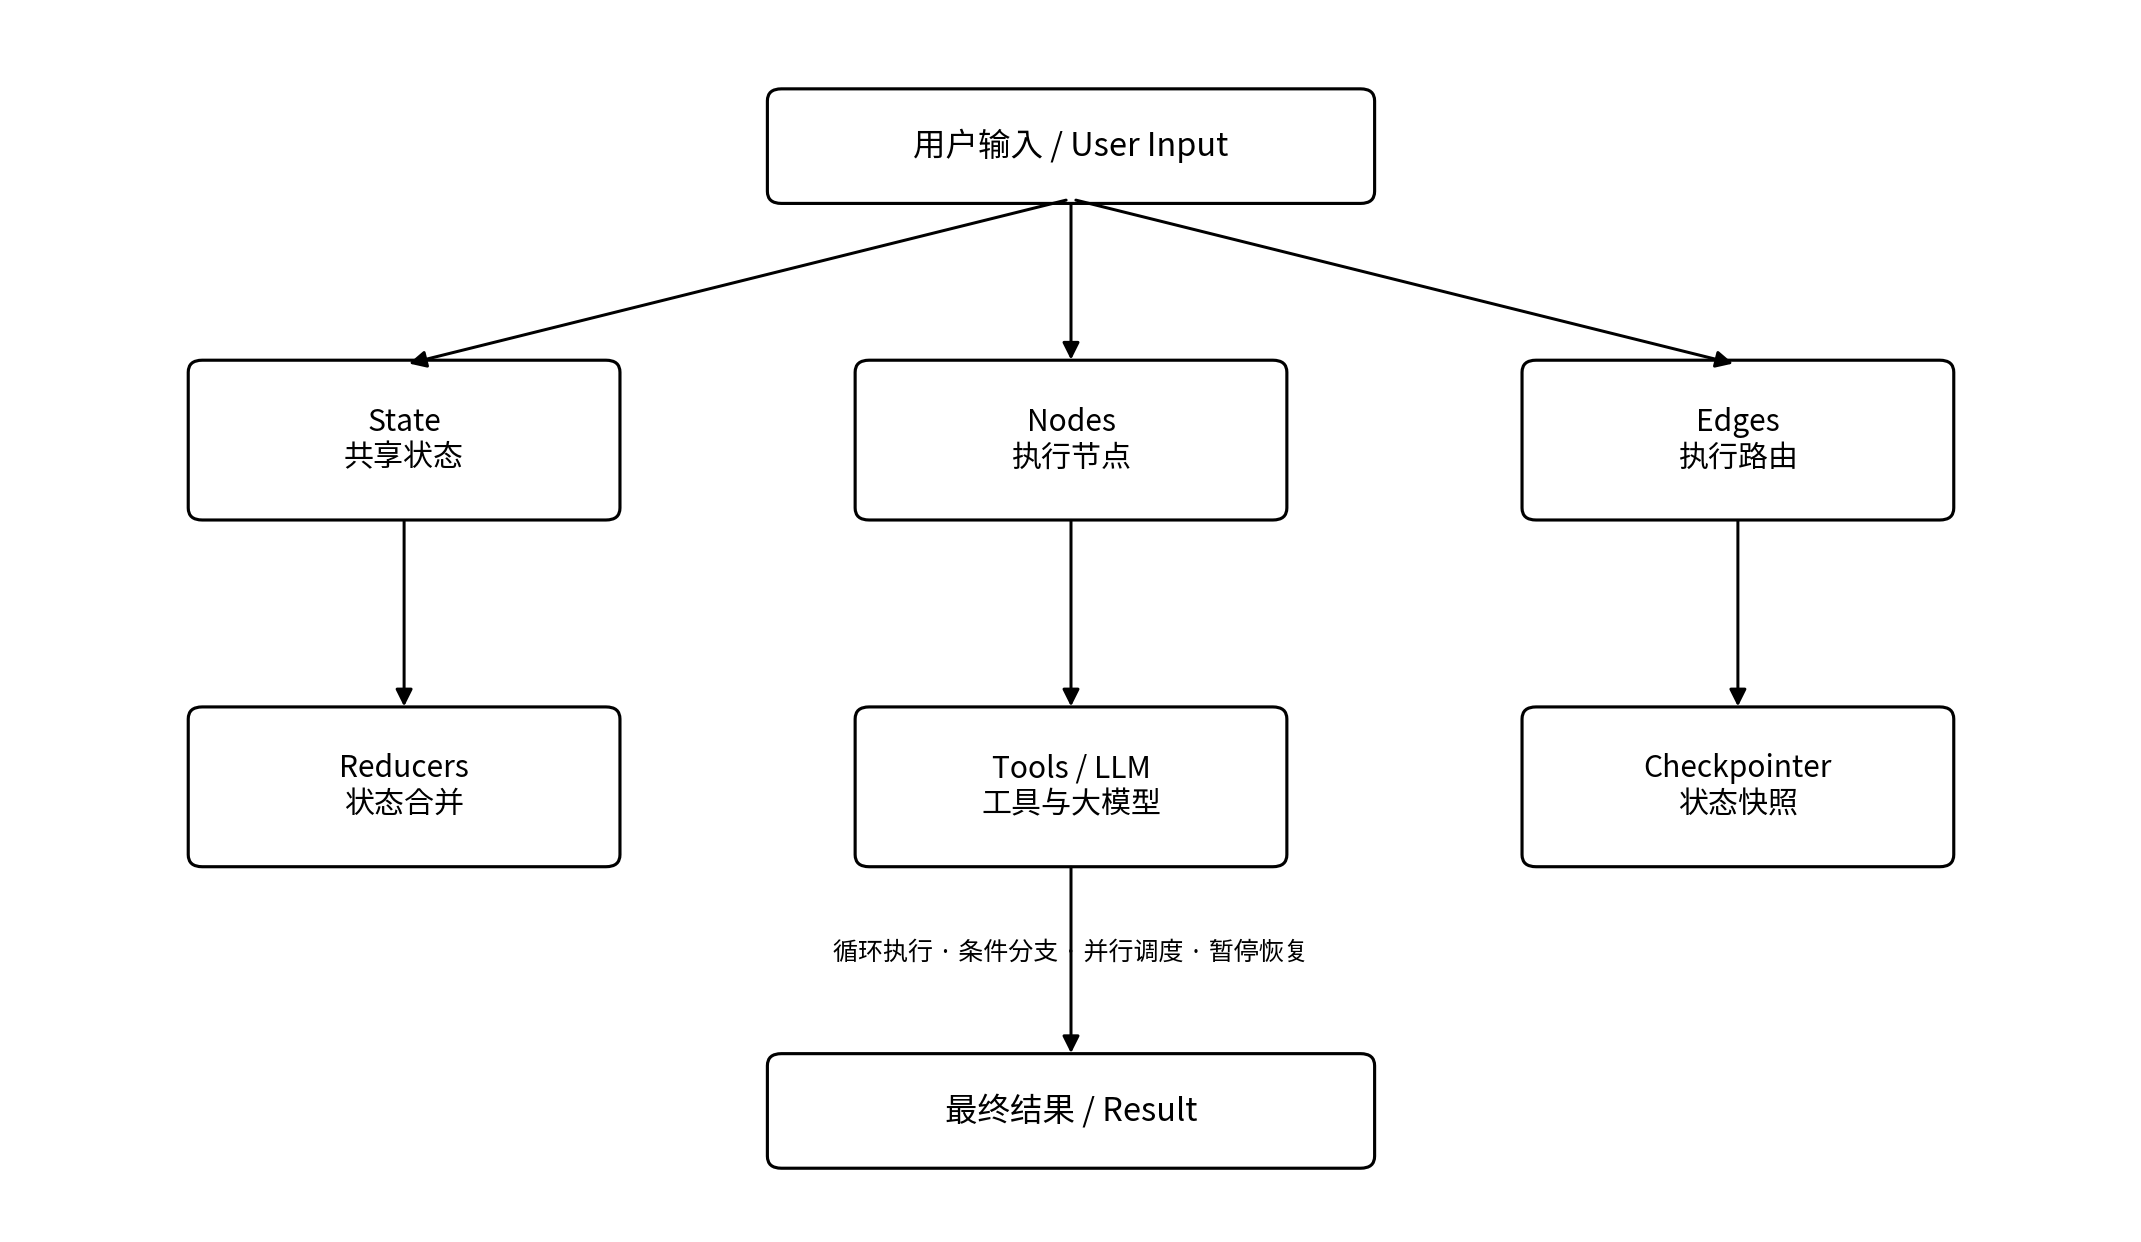 用户输入 / User Input
State
共享状态
Nodes
执行节点
Edges
执行路由
Reducers
状态合并
Tools / LLM
工具与大模型
Checkpointer
状态快照
循环执行 · 条件分支 · 并行调度 · 暂停恢复
最终结果 / Result